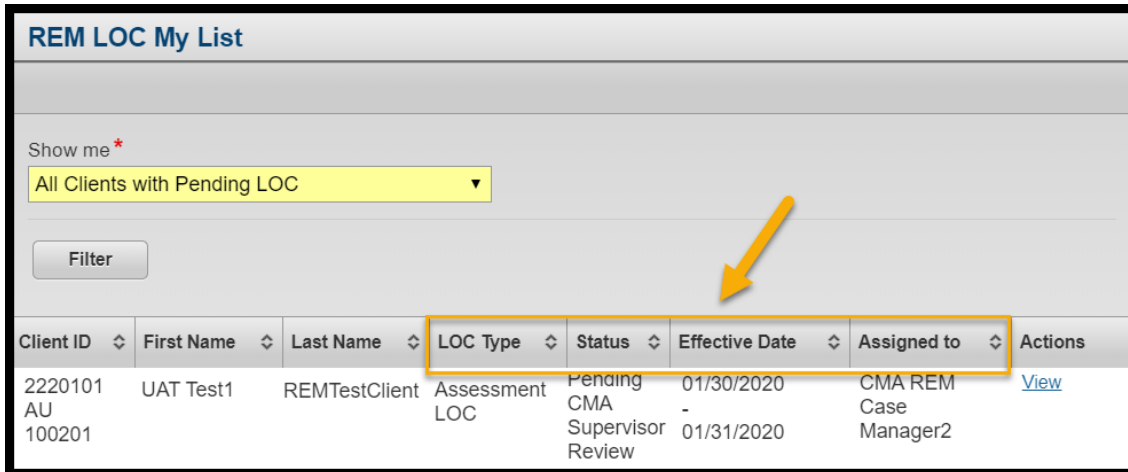 REM LOC My List
Show me *
All Clients with Pending LOC
Filter
Client ID First Name Last Name LOC Type Status Effective Date Assigned to Actions
2220101 UAT Test1 REMTestClient Assessment Pending 01/30/2020 CMA REM View
AU LOC CMA - Case
100201 Supervisor 01/31/2020 Manager2
Review